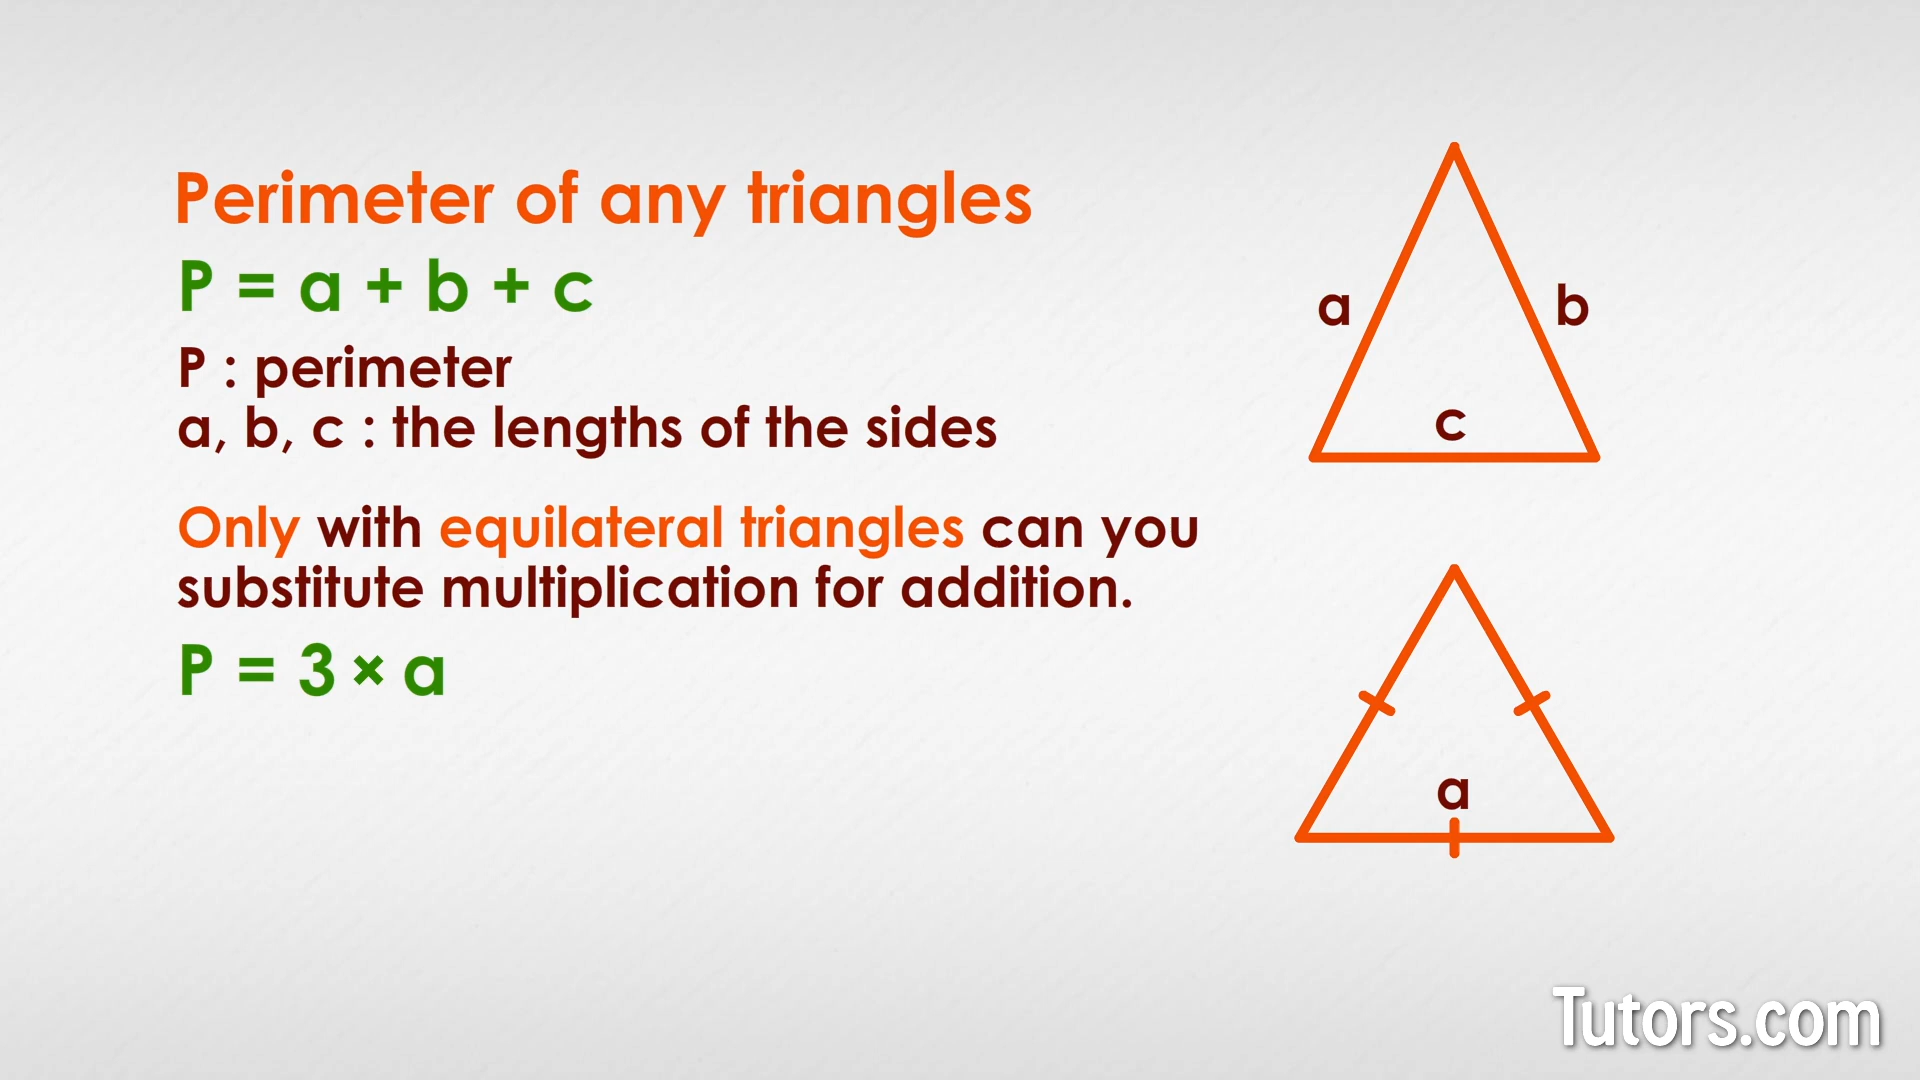 Perimeter of any triangles
P = a + b + c
P : perimeter
a, b, c : the lengths of the sides
Only with equilateral triangles can you
substitute multiplication for addition.
P = 3 × a
a
b
c
a
Tutors.com